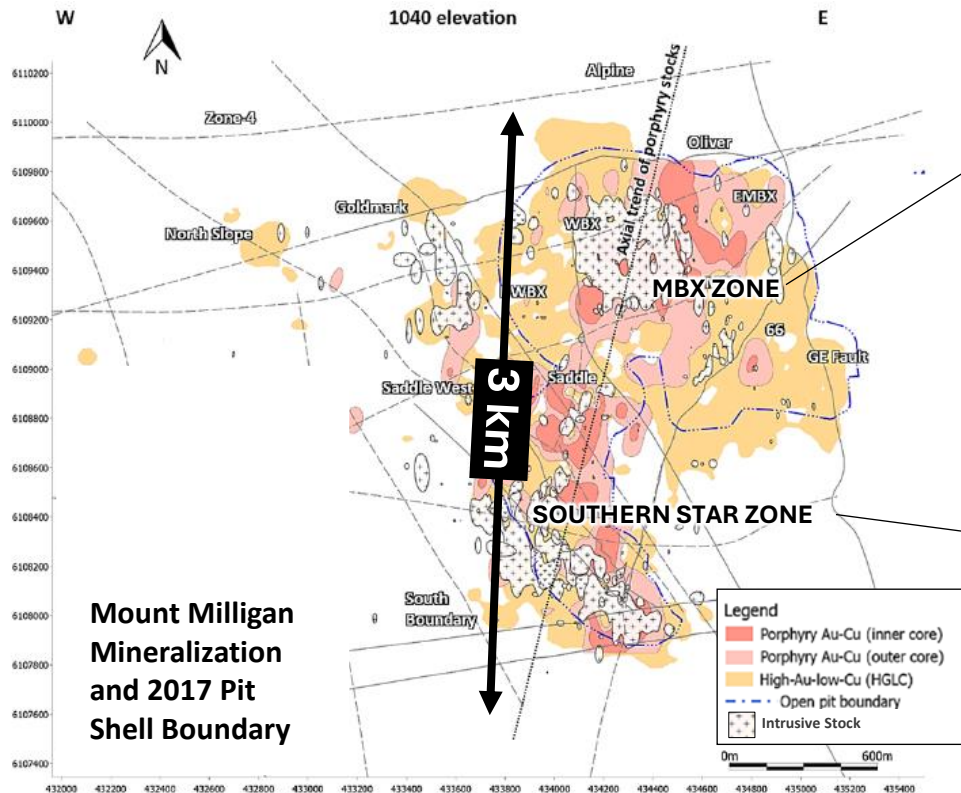 W
1040 elevation
E
N
6110200
6110000
6109800
6109600
6109400
6109200
6109000
6108800
6108600
6108400
6108200
6108000
6107800
6107600
6107400
Alpine
Zone-4
Axial trend of porphyry stocks
Oliver
Goldmark
EMBX
North Slope
WBX
MBX ZONE
66
GE Fault
Saddle West
Saddle
3 km
SOUTHERN STAR ZONE
South
Boundary
Mount Milligan
Mineralization
and 2017 Pit
Shell Boundary
Legend
Porphyry Au-Cu (inner core)
Porphyry Au-Cu (outer core)
High-Au-low-Cu (HGLC)
Open pit boundary
Intrusive Stock
0m 600m
432000 432200 432400 432600 432800 433000 433200 433400 433600 433800 434000 434200 434400 434600 434800 435000 435200 435400